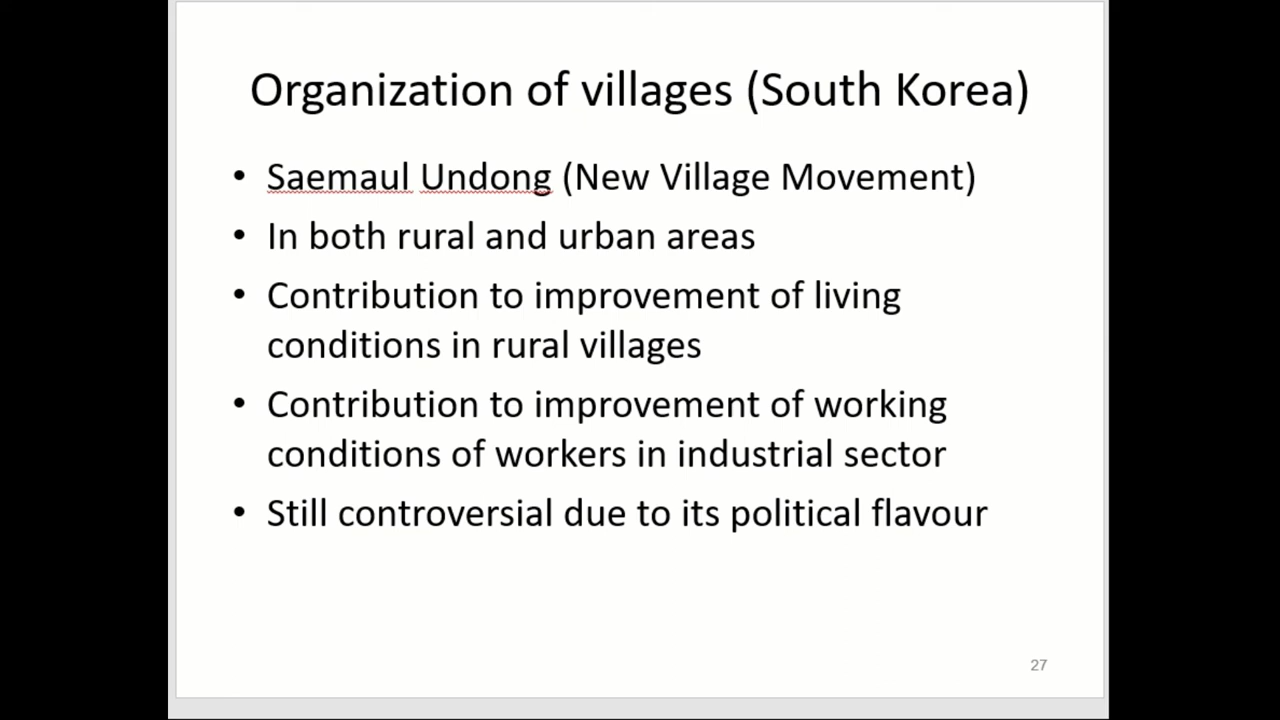 Organization of villages (South Korea)
• Saemaul Undong (New Village Movement)
• In both rural and urban areas
• Contribution to improvement of living
conditions in rural villages
• Contribution to improvement of working
conditions of workers in industrial sector
• Still controversial due to its political flavour
27